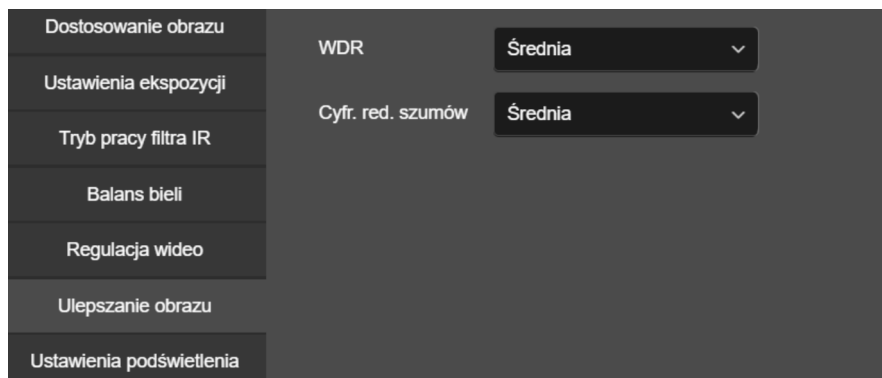 Dostosowanie obrazu
Ustawienia ekspozycji
Tryb pracy filtra IR
Balans bieli
Regulacja wideo
Ulepszanie obrazu
Ustawienia podświetlenia
WDR Średnia
Cyfr. red. szumów Średnia